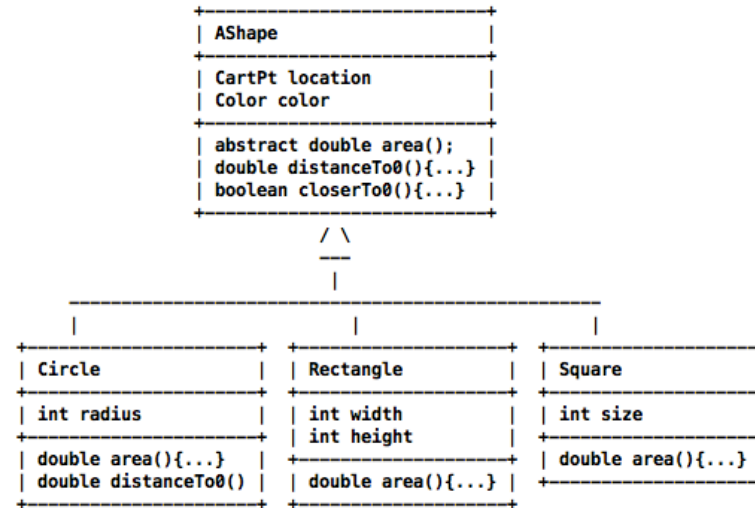 AShape
CartPt location
Color color
abstract double area();
double distanceTo0(){...}
boolean closerTo0(){...}
Circle
int radius
double area(){...}
double distanceTo0()
Rectangle
int width
int height
double area(){...}
Square
int size
double area(){...}